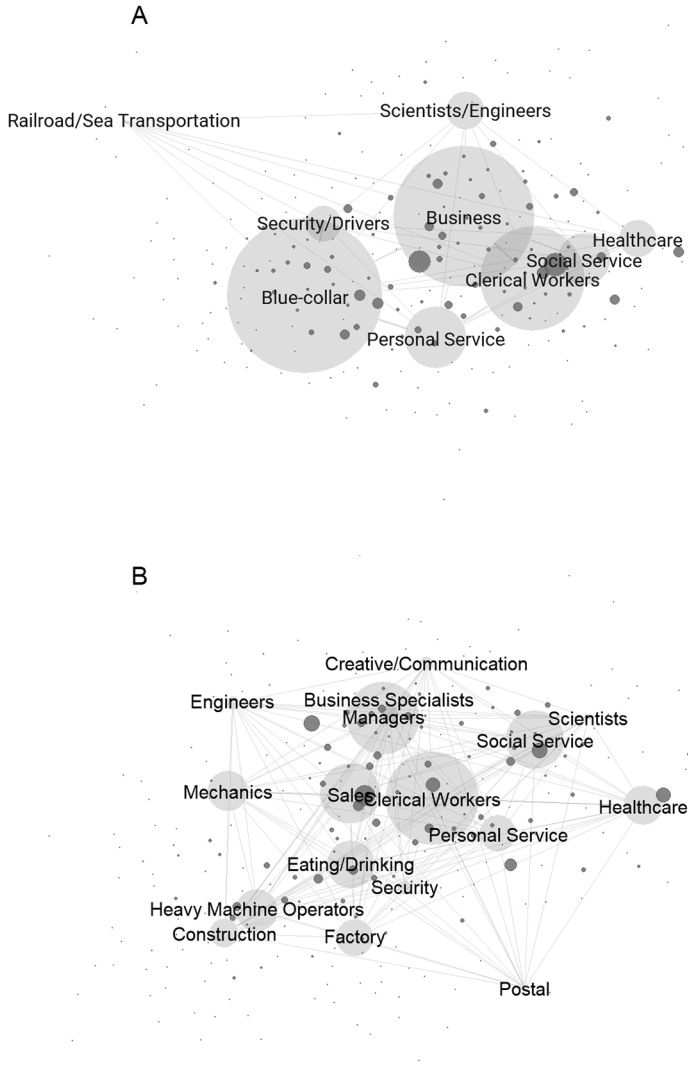 A
Scientists/Engineers
Railroad/Sea Transportation
Business
Security/Drivers
Healthcare
Social Service
Clerical Workers
Blue-collar
Personal Service
B
Creative/Communication
Business Specialists
Engineers
Managers
Scientists
Social Service
Mechanics
Sales
Clerical Workers
Healthcare
Personal Service
Eating/Drinking
Security
Heavy Machine Operators
Construction
Factory
Postal